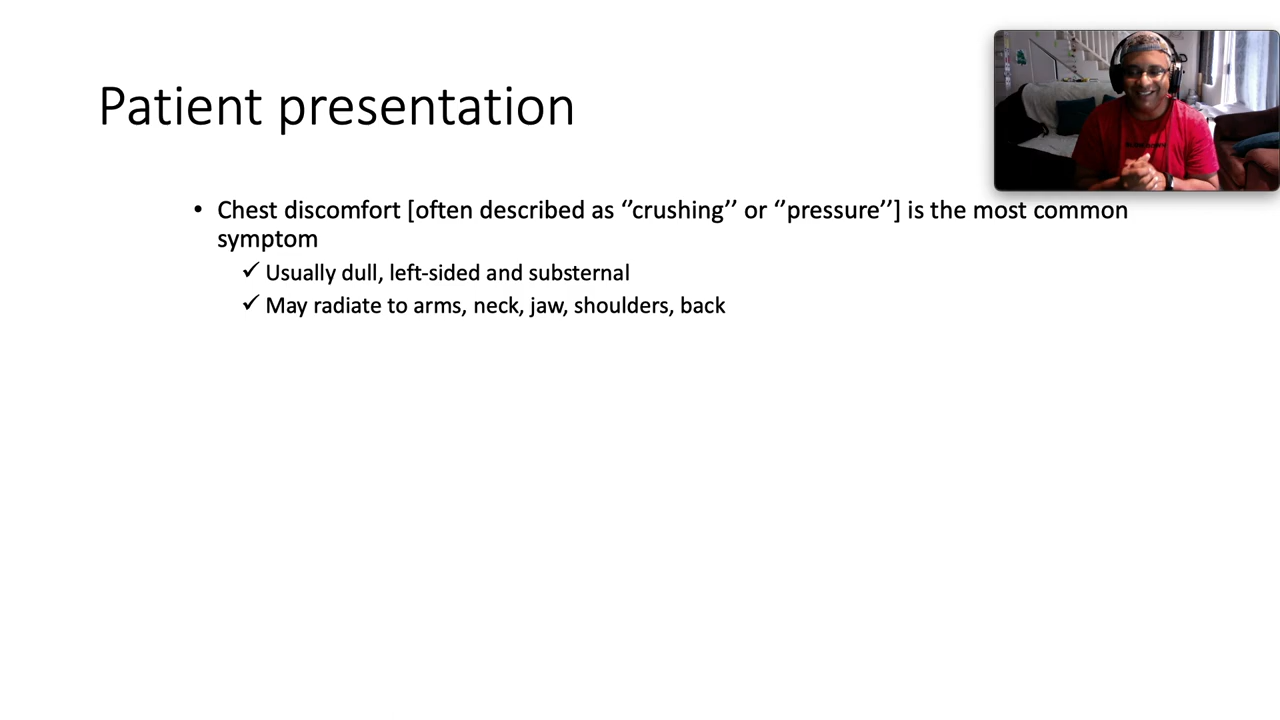 Patient presentation
• Chest discomfort [often described as ‘’crushing’’ or ‘’pressure’’] is the most common
symptom
✓ Usually dull, left-sided and substernal
✓ May radiate to arms, neck, jaw, shoulders, back